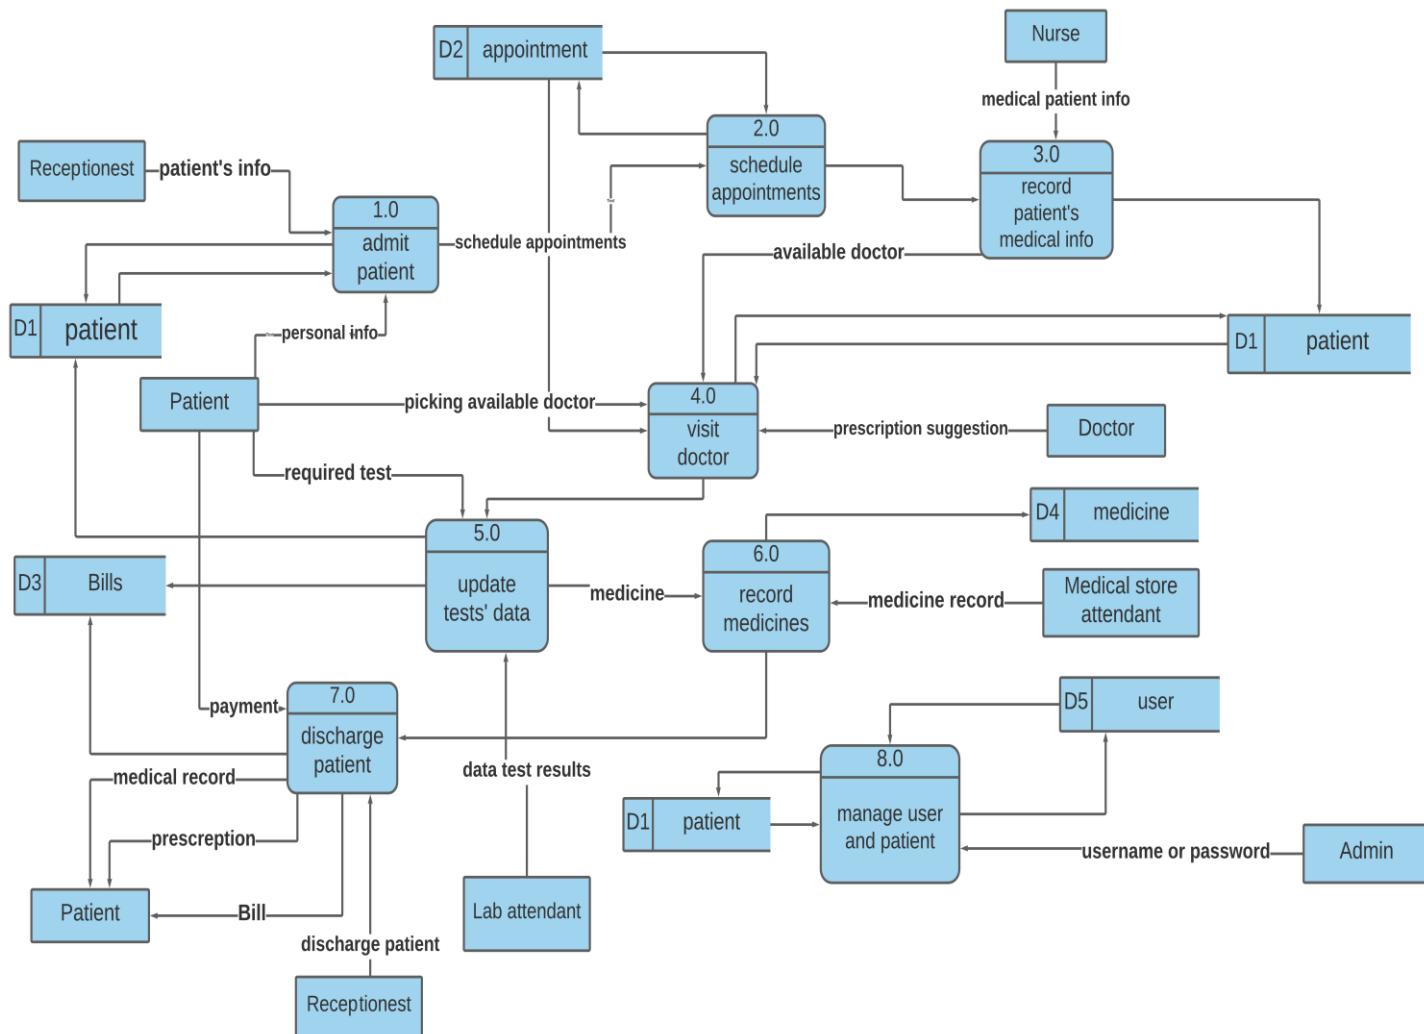 Nurse
D2 appointment
medical patient info
2.0
schedule
appointments
3.0
record
patient's
medical info
Receptionest
patient's info
1.0
admit
patient
schedule appointments
available doctor
D1 patient
personal info
D1 patient
Patient
picking available doctor
4.0
visit
doctor
prescription suggestion
Doctor
required test
D4 medicine
5.0
update
tests' data
6.0
record
medicines
D3 Bills
medicine
medicine record
Medical store
attendant
7.0
discharge
patient
payment
D5 user
8.0
manage user
and patient
medical record
data test results
D1 patient
prescreption
username or password
Admin
Patient
Bill
Lab attendant
discharge patient
Receptionest